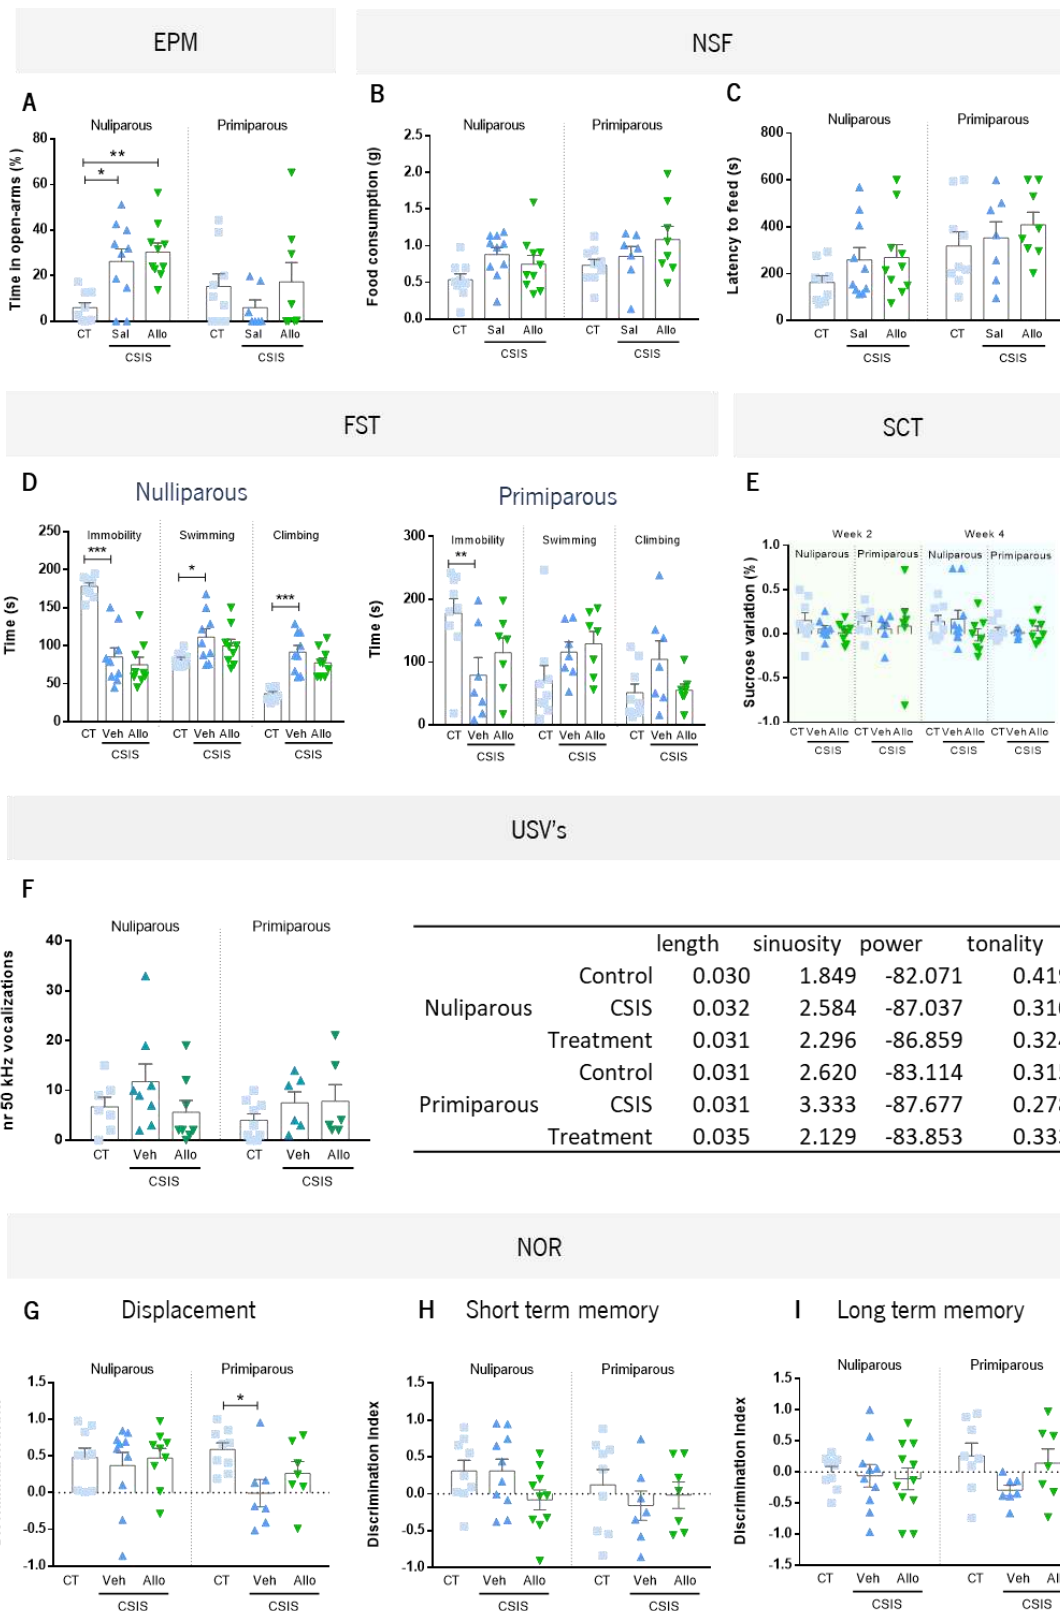 EPM
NSF
A
Nuliparous Primiparous
Time in open-arms (%)
80
60
40
20
0
** 
*
CT Sal Allo CT Sal Allo
CSIS CSIS
B
Nuliparous Primiparous
Food consumption (g)
2.5
2.0
1.5
1.0
0.5
0.0
CT Sal Allo CT Sal Allo
CSIS CSIS
C
Nuliparous Primiparous
Latency to feed (s)
800
600
400
200
0
CT Sal Allo CT Sal Allo
CSIS CSIS
FST
SCT
D
Nulliparous
Immobility Swimming Climbing
Time (s)
250
200
150
100
50
0
***
*
***
CT Veh Allo CT Veh Allo CT Veh Allo
CSIS CSIS CSIS
Primiparous
Immobility Swimming Climbing
Time (s)
300
200
100
0
**
CT Veh Allo CT Veh Allo CT Veh Allo
CSIS CSIS CSIS
E
Week 2 Week 4
Nuliparous Primiparous Nuliparous Primiparous
Sucrose variation (%)
1.0
0.5
0.0
-0.5
-1.0
CT Veh Allo CT Veh Allo CT Veh Allo CT Veh Allo
CSIS CSIS CSIS CSIS
USV's
F
Nuliparous Primiparous
nr 50 kHz vocalizations
40
30
20
10
0
CT Veh Allo CT Veh Allo
CSIS CSIS
length sinuosity power tonality
Control 0.030 1.849 -82.071 0.41
Nuliparous CSIS 0.032 2.584 -87.037 0.31
Treatment 0.031 2.296 -86.859 0.32
Control 0.031 2.620 -83.114 0.31
Primiparous CSIS 0.031 3.333 -87.677 0.27
Treatment 0.035 2.129 -83.853 0.33
NOR
G Displacement
Nuliparous Primiparous
1.5
1.0
0.5
0.0
-0.5
-1.0
*
CT Veh Allo CT Veh Allo
CSIS CSIS
H Short term memory
Nuliparous Primiparous
Discrimination Index
1.5
1.0
0.5
0.0
-0.5
-1.0
CT Veh Allo CT Veh Allo
CSIS CSIS
I Long term memory
Nuliparous Primiparous
Discrimination Index
1.5
1.0
0.5
0.0
-0.5
-1.0
-1.5
CT Veh Allo CT Veh
CSIS CSIS